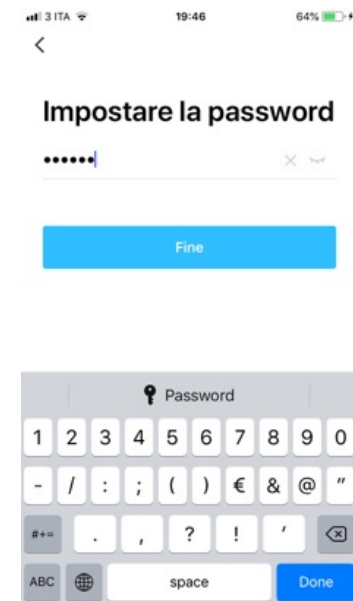 3 ITA 19:46 64%
Impostare la password
••••••
Fine
Password
1 2 3 4 5 6 7 8 9 0
- / : ; ( ) € & @ "
#+= . , ? ! '
ABC space Done